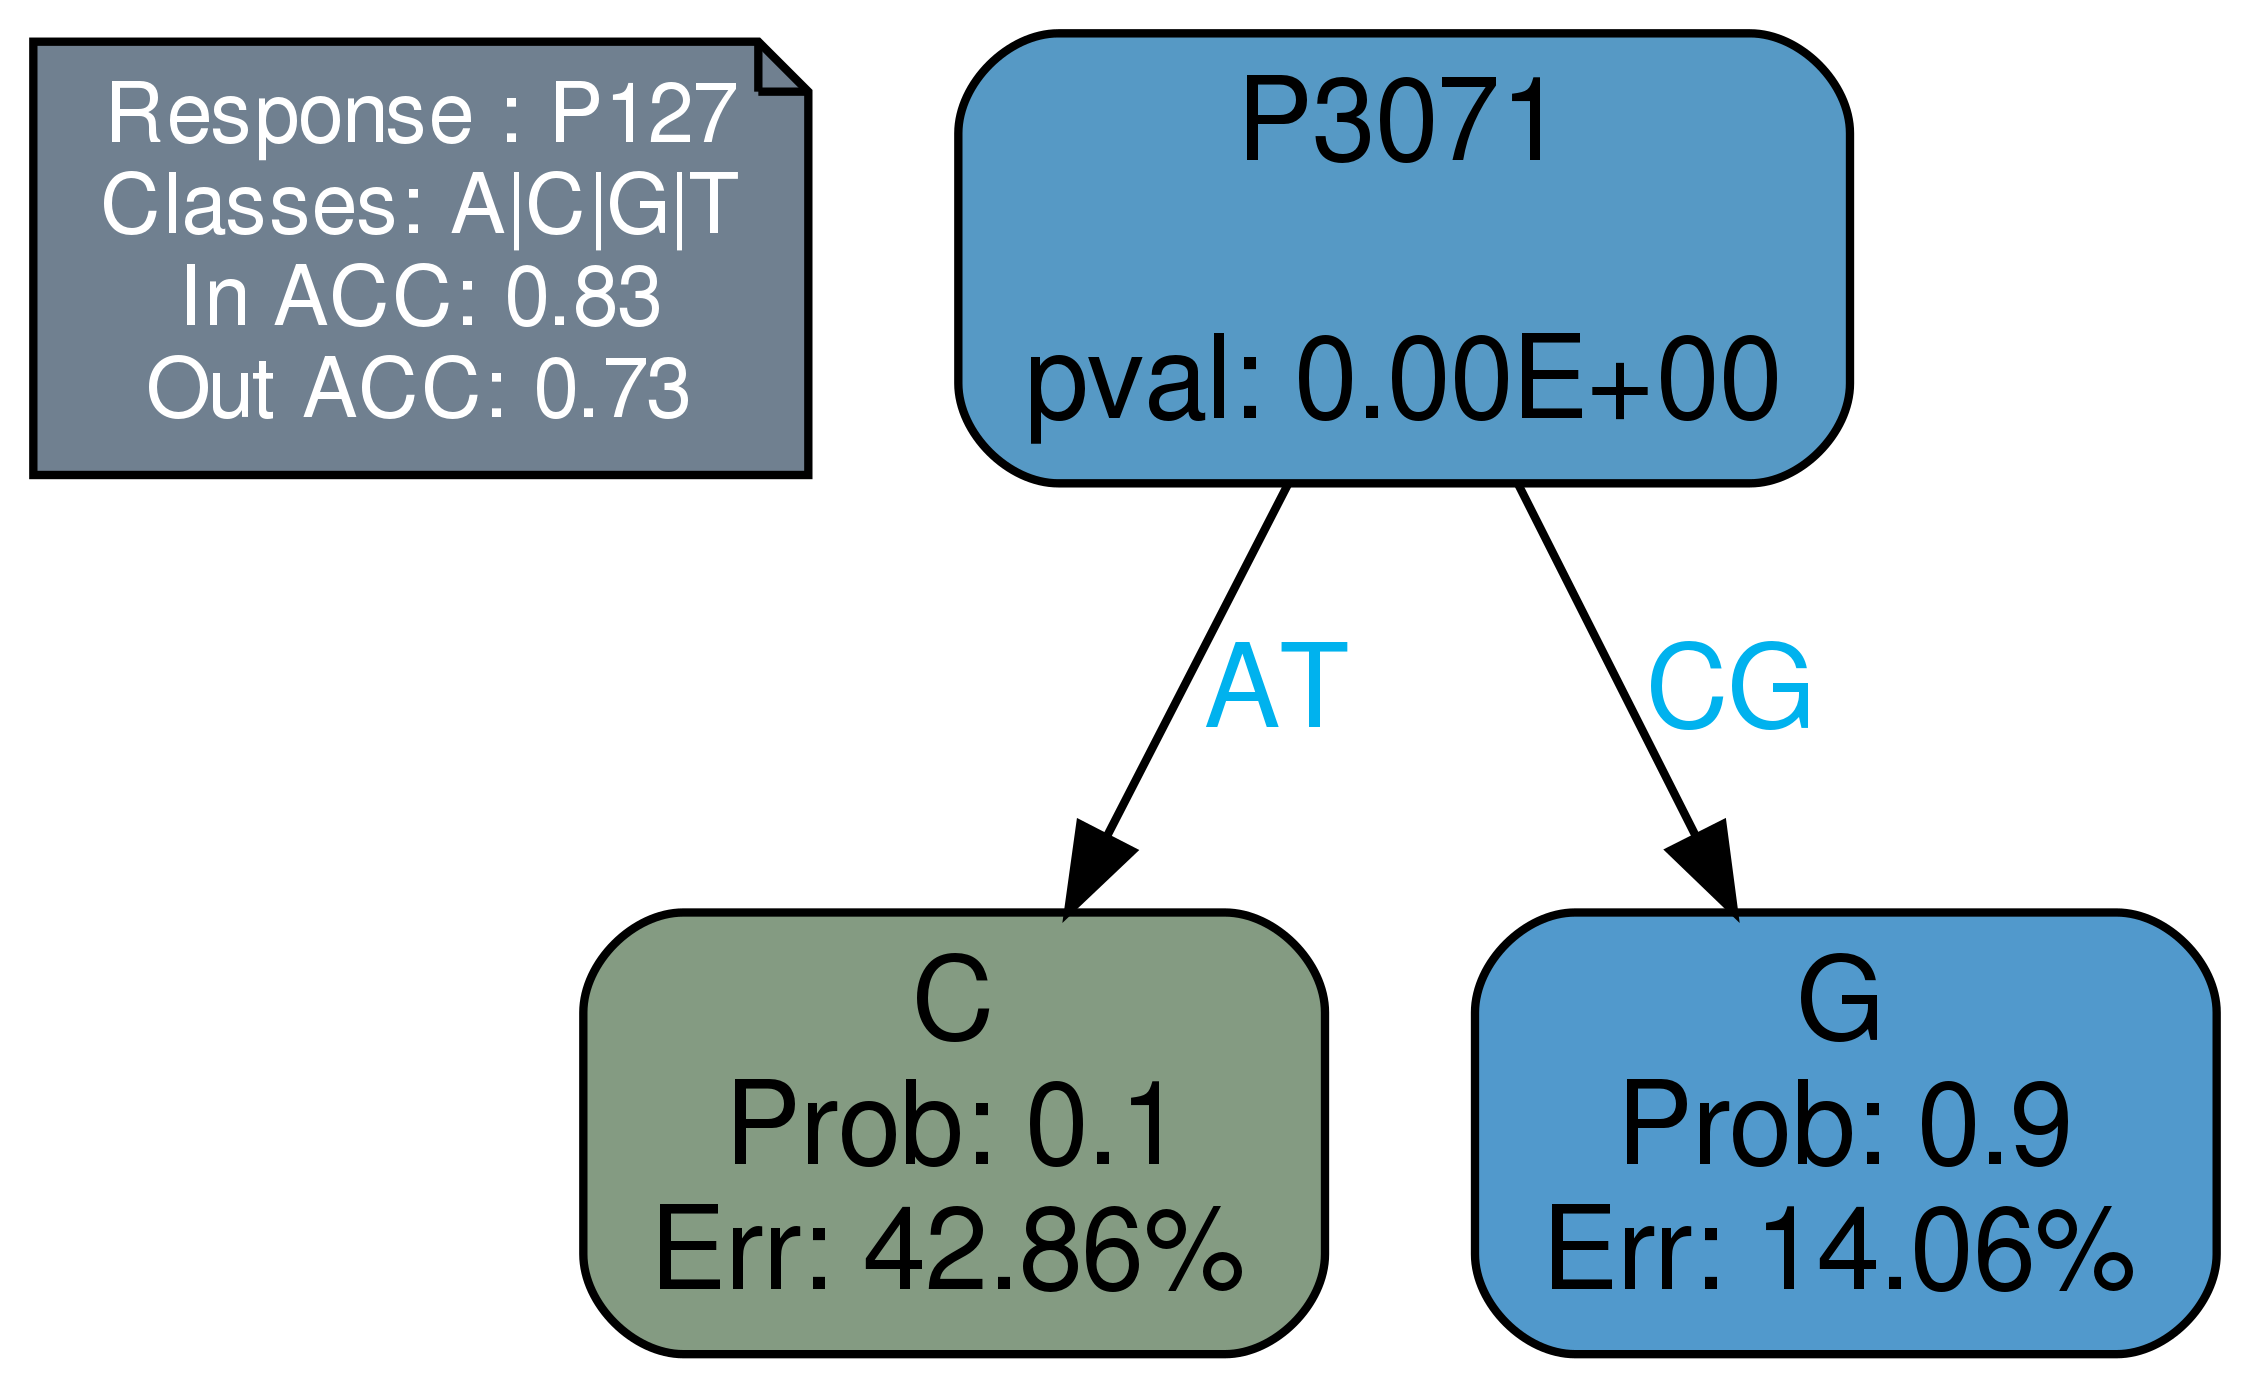 Response : P127
Classes: A|C|G|T
In ACC: 0.83
Out ACC: 0.73
P3071
pval: 0.00E+00
AT
CG
C
Prob: 0.1
Err: 42.86%
G
Prob: 0.9
Err: 14.06%